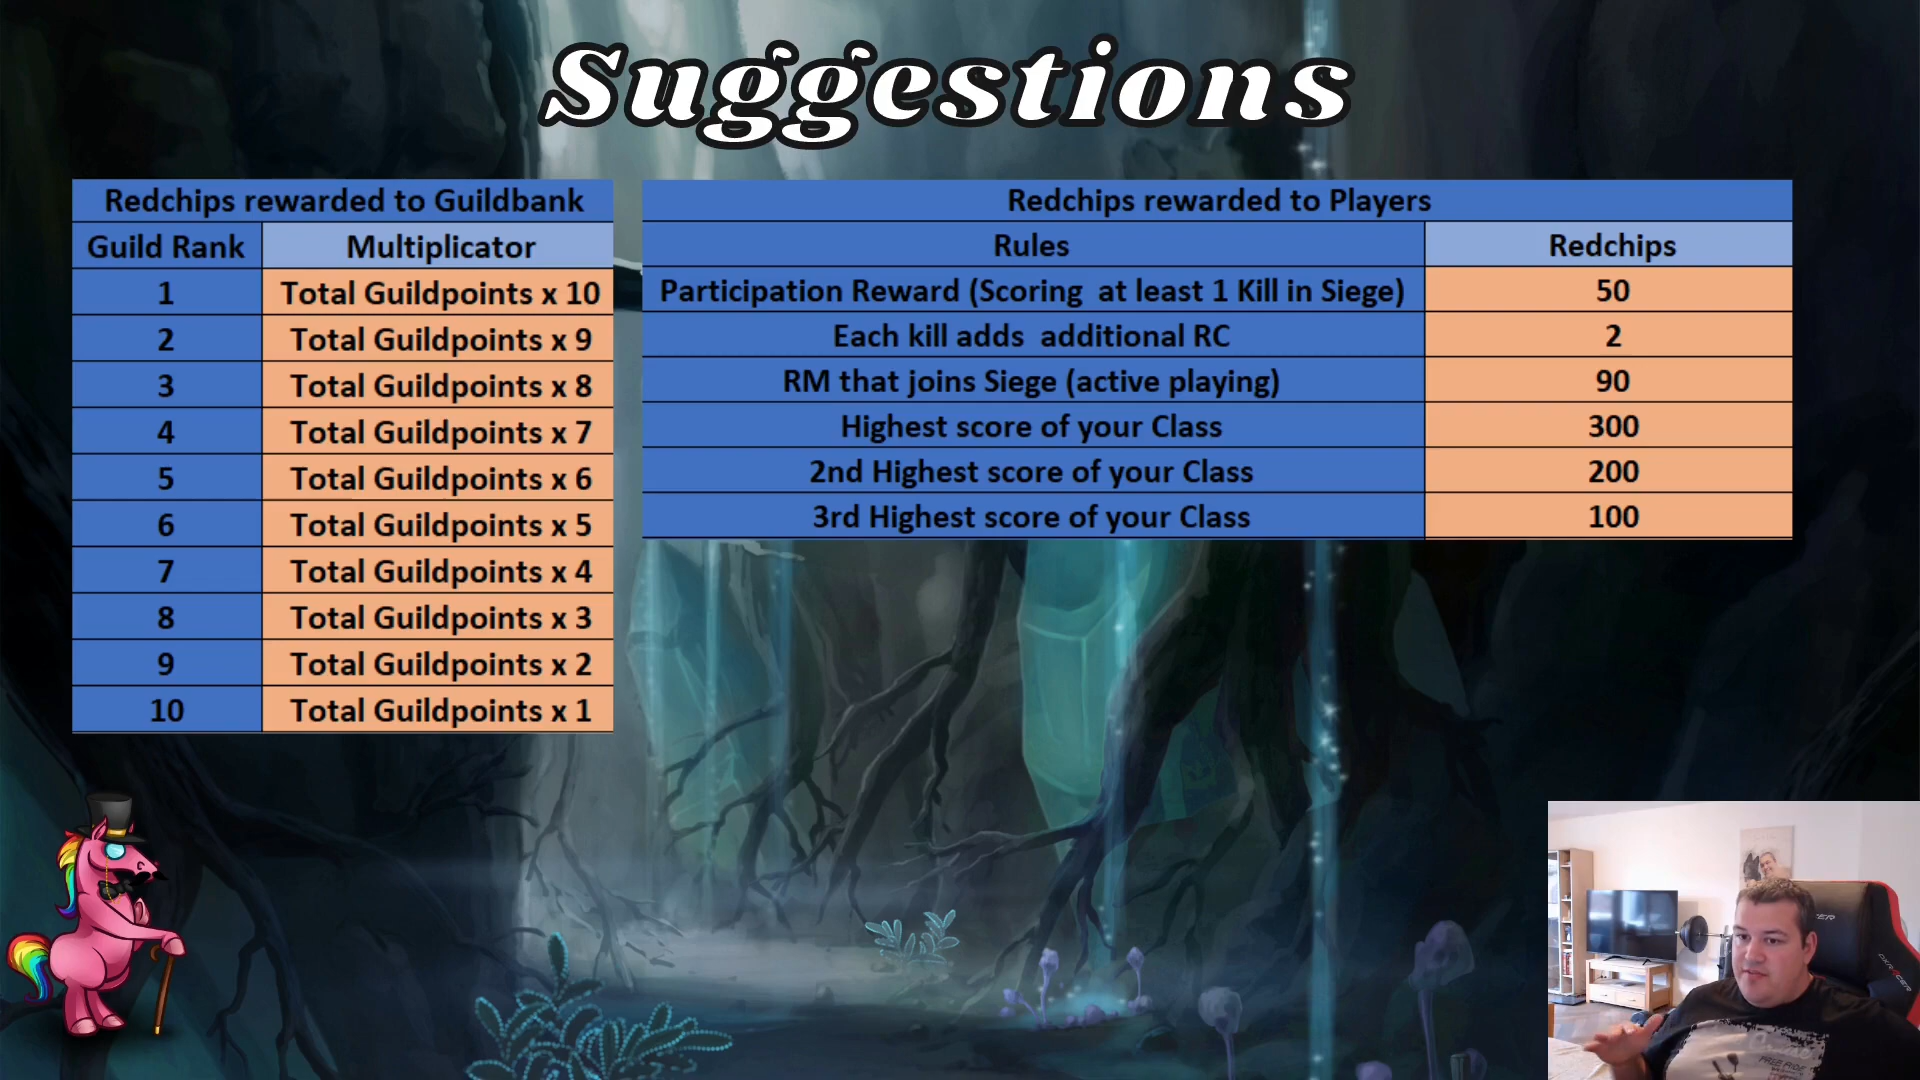 Suggestions
Redchips rewarded to Guildbank
Guild Rank Multiplicator
1 Total Guildpoints x 10
2 Total Guildpoints x 9
3 Total Guildpoints x 8
4 Total Guildpoints x 7
5 Total Guildpoints x 6
6 Total Guildpoints x 5
7 Total Guildpoints x 4
8 Total Guildpoints x 3
9 Total Guildpoints x 2
10 Total Guildpoints x 1
Redchips rewarded to Players
Rules Redchips
Participation Reward (Scoring at least 1 Kill in Siege) 50
Each kill adds additional RC 2
RM that joins Siege (active playing) 90
Highest score of your Class 300
2nd Highest score of your Class 200
3rd Highest score of your Class 100